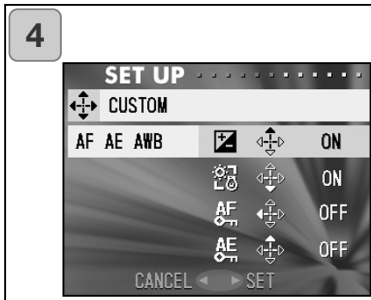 4
SET UP
CUSTOM
AF AE AWB ON
ON
AF OFF
AE OFF
CANCEL SET